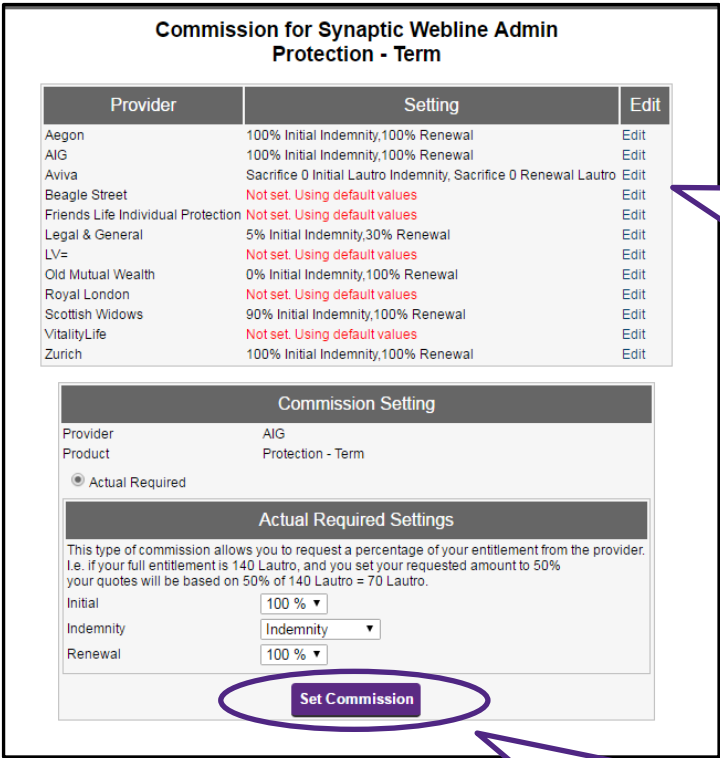 Commission for Synaptic Webline Admin
Protection - Term
Provider Setting Edit
Aegon 100% Initial Indemnity,100% Renewal Edit
AIG 100% Initial Indemnity,100% Renewal Edit
Aviva Sacrifice 0 Initial Lautro Indemnity, Sacrifice 0 Renewal Lautro Edit
Beagle Street Not set. Using default values Edit
Friends Life Individual Protection Not set. Using default values Edit
Legal & General 5% Initial Indemnity,30% Renewal Edit
LV= Not set. Using default values Edit
Old Mutual Wealth 0% Initial Indemnity,100% Renewal Edit
Royal London Not set. Using default values Edit
Scottish Widows 90% Initial Indemnity,100% Renewal Edit
VitalityLife Not set. Using default values Edit
Zurich 100% Initial Indemnity,100% Renewal Edit
Commission Setting
Provider AIG
Product Protection - Term
Actual Required
Actual Required Settings
This type of commission allows you to request a percentage of your entitlement from the provider.
I.e. if your full entitlement is 140 Lautro, and you set your requested amount to 50%
your quotes will be based on 50% of 140 Lautro = 70 Lautro.
Initial 100 %
Indemnity Indemnity
Renewal 100 %
Set Commission